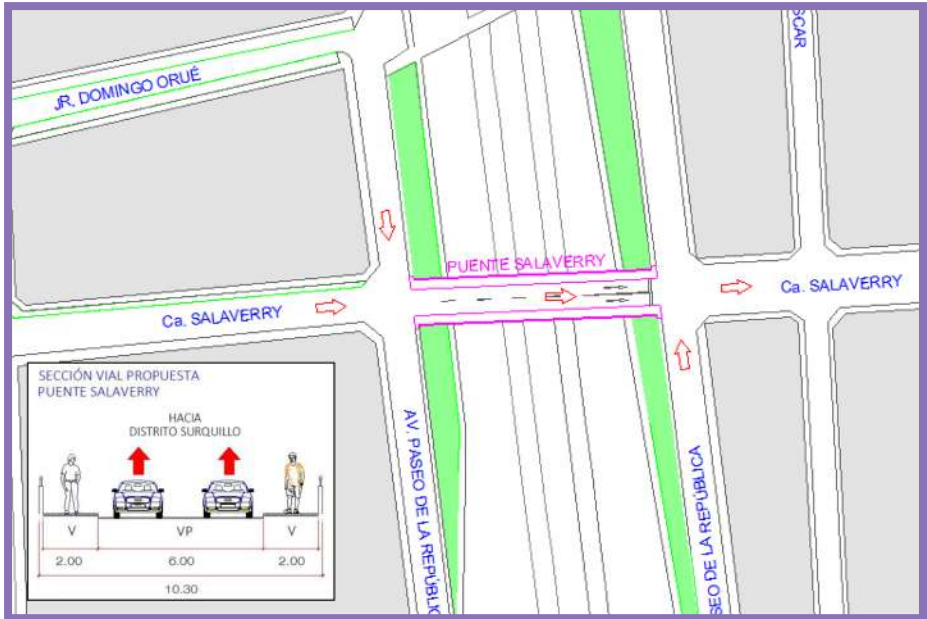 JR. DOMINGO ORUÉ
SCAR
PUENTE SALAVERRY
Ca. SALAVERRY
Ca. SALAVERRY
SECCIÓN VIAL PROPUESTA
PUENTE SALAVERRY
HACIA
DISTRITO SURQUILLO
V VP V
2.00 6.00 2.00
10.30
AV. PASEO DE LA REPÚBLIC
SEO DE LA REPÚBLICA